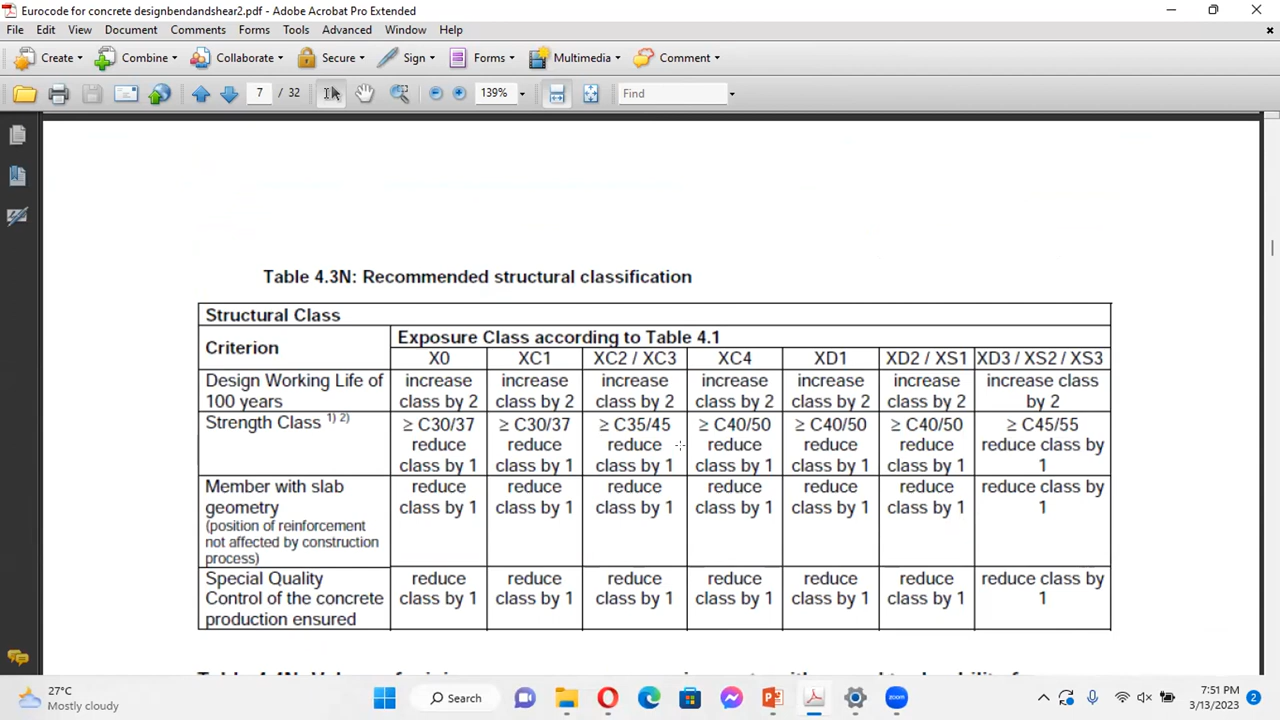 Eurocode for concrete designbendandshear2.pdf - Adobe Acrobat Pro Extended
File Edit View Document Comments Forms Tools Advanced Window Help
Create Combine Collaborate Secure Sign Forms Multimedia Comment
7 / 32 139% Find
Table 4.3N: Recommended structural classification
Structural Class
Criterion
Exposure Class according to Table 4.1
X0 XC1 XC2 / XC3 XC4 XD1 XD2 / XS1 XD3 / XS2 / XS3
Design Working Life of increase increase increase increase increase increase increase class
100 years class by 2 class by 2 class by 2 class by 2 class by 2 class by 2 by 2
Strength Class 1) 2) ≥ C30/37 ≥ C30/37 ≥ C35/45 ≥ C40/50 ≥ C40/50 ≥ C40/50 ≥ C45/55
reduce reduce reduce reduce reduce reduce reduce class by
class by 1 class by 1 class by 1 class by 1 class by 1 class by 1 1
Member with slab reduce reduce reduce reduce reduce reduce reduce class by
geometry class by 1 class by 1 class by 1 class by 1 class by 1 class by 1 1
(position of reinforcement
not affected by construction
process)
Special Quality reduce reduce reduce reduce reduce reduce reduce class by
Control of the concrete class by 1 class by 1 class by 1 class by 1 class by 1 class by 1 1
production ensured
27°C
Mostly cloudy
Search
zoom
7:51 PM
3/13/2023
2